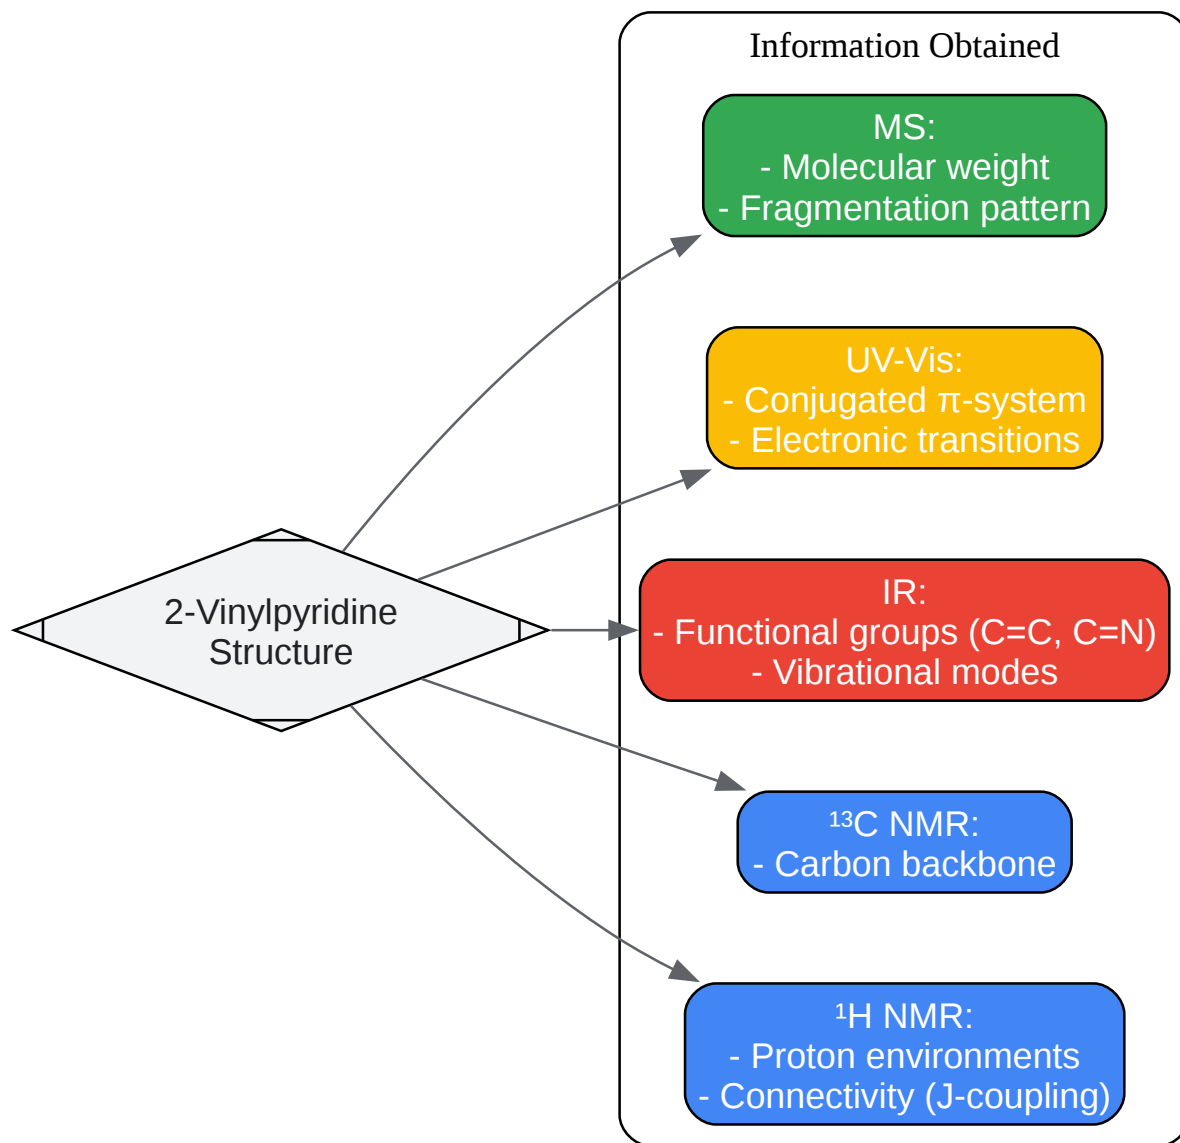 Information Obtained
MS:
- Molecular weight
- Fragmentation pattern
UV-Vis:
- Conjugated π-system
- Electronic transitions
2-Vinylpyridine
Structure
IR:
- Functional groups (C=C, C=N)
- Vibrational modes
¹³C NMR:
- Carbon backbone
¹H NMR:
- Proton environments
- Connectivity (J-coupling)